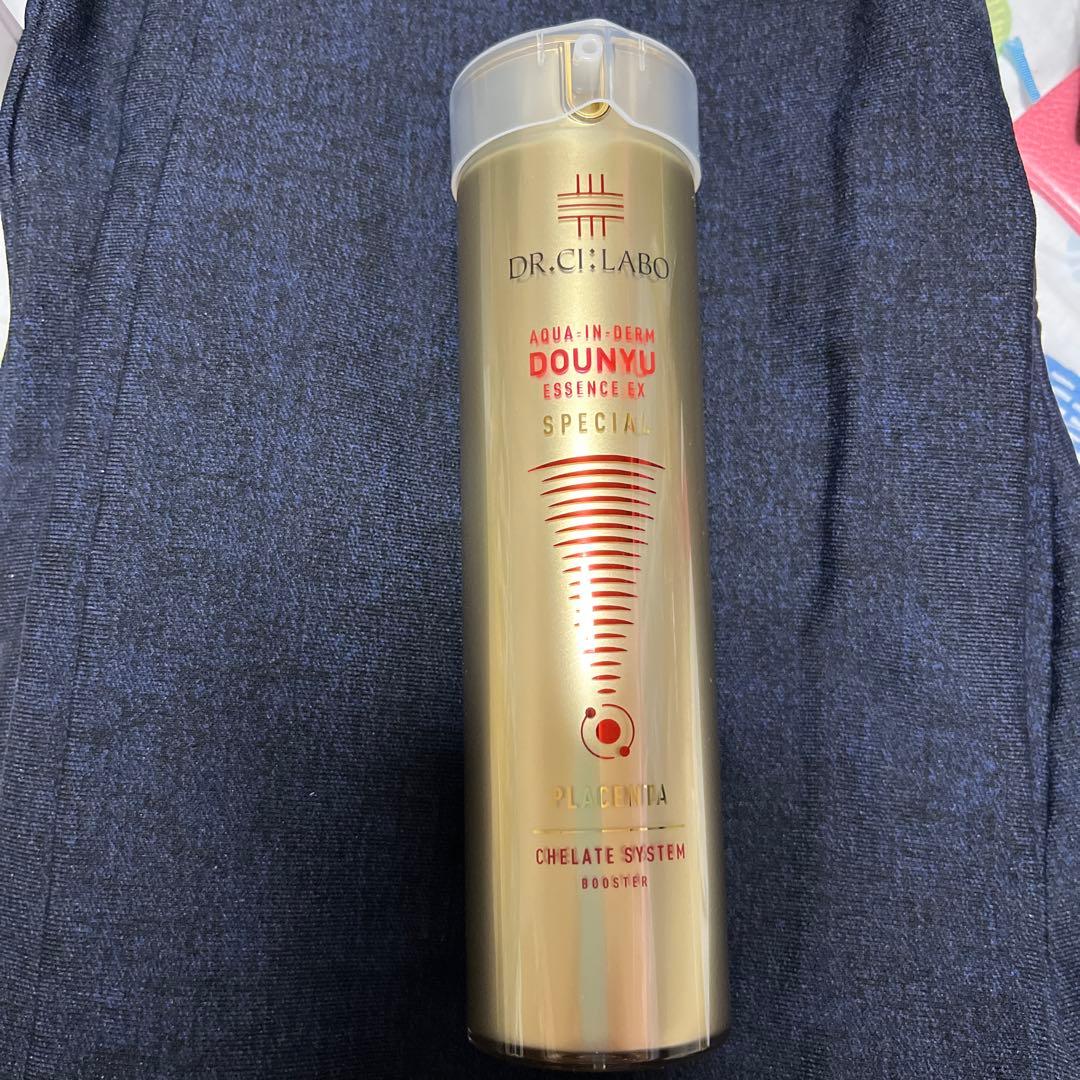 DR.CI:LABO
AQUA-IN-DERM
DOUNYU
ESSENCE EX
SPECIAL
PLACENTA
CHELATE SYSTEM
BOOSTER